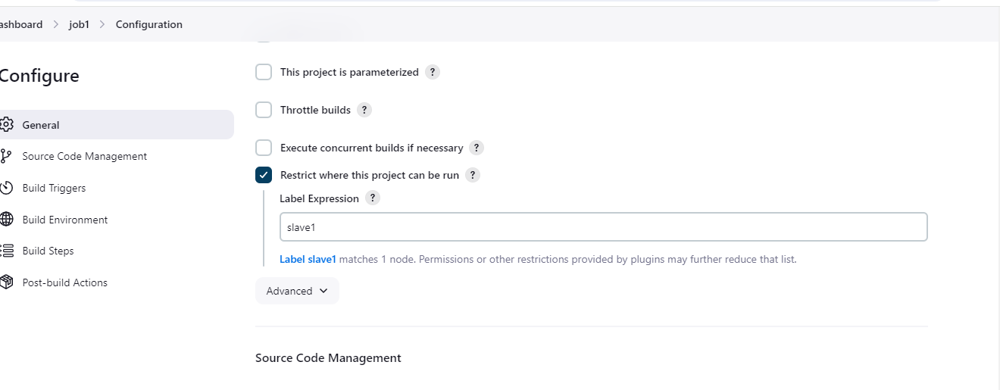 ashboard > job1 > Configuration
Configure
General
Source Code Management
Build Triggers
Build Environment
Build Steps
Post-build Actions
This project is parameterized ?
Throttle builds ?
Execute concurrent builds if necessary ?
Restrict where this project can be run ?
Label Expression ?
slave1
Label slave1 matches 1 node. Permissions or other restrictions provided by plugins may further reduce that list.
Advanced
Source Code Management